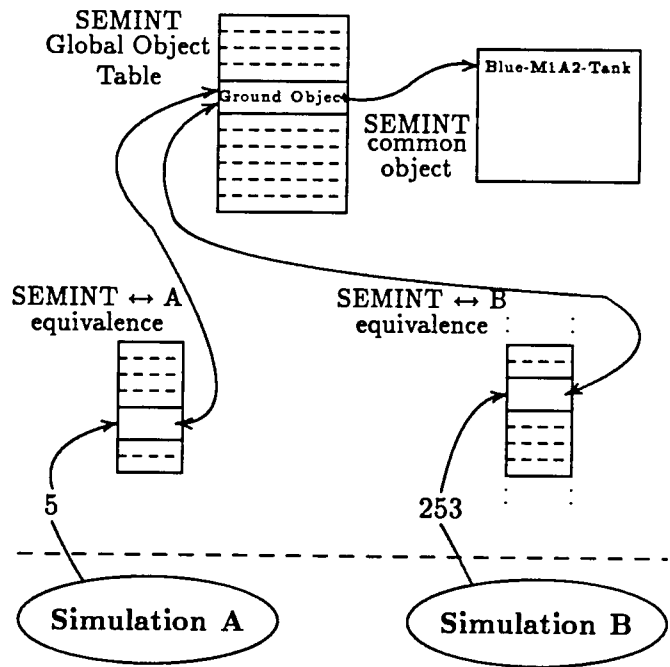 SEMINT
Global Object
Table
Ground Object
Blue-M1A2-Tank
SEMINT
common
object
SEMINT ↔ A
equivalence
SEMINT ↔ B
equivalence
5
253
Simulation A
Simulation B